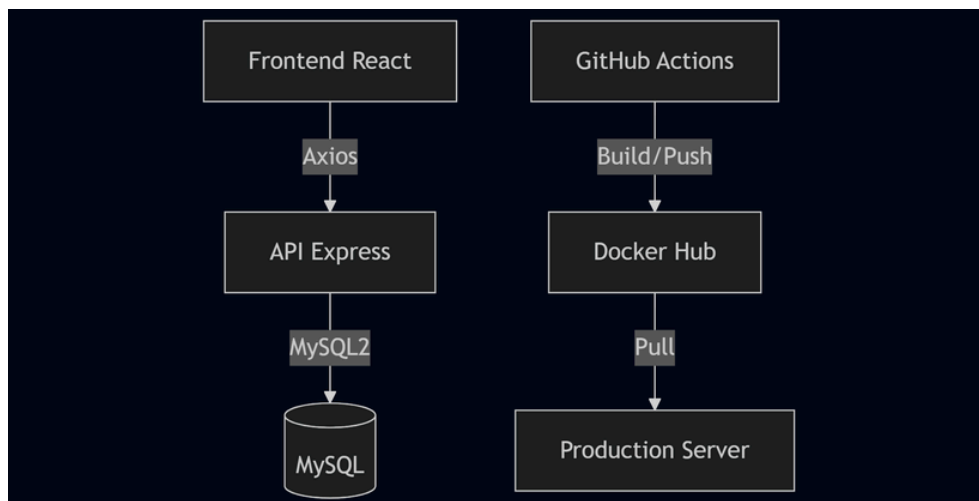 Frontend React
GitHub Actions
Axios
Build/Push
API Express
Docker Hub
MySQL2
Pull
MySQL
Production Server